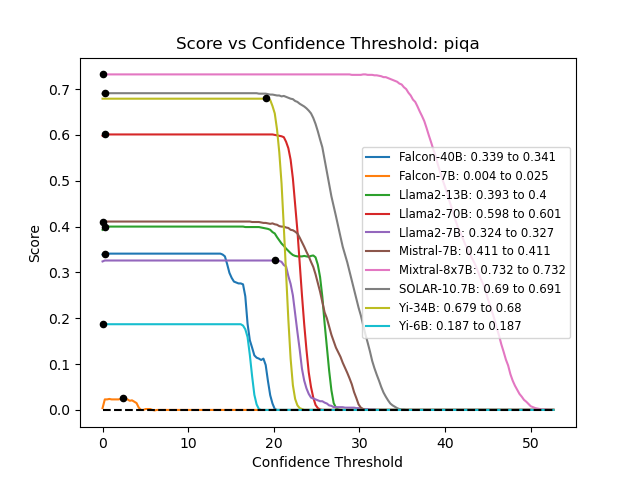 Score vs Confidence Threshold: piqa
Score
0.7
0.6
0.5
0.4
0.3
0.2
0.1
0.0
Falcon-40B: 0.339 to 0.341
Falcon-7B: 0.004 to 0.025
Llama2-13B: 0.393 to 0.4
Llama2-70B: 0.598 to 0.601
Llama2-7B: 0.324 to 0.327
Mistral-7B: 0.411 to 0.411
Mixtral-8x7B: 0.732 to 0.732
SOLAR-10.7B: 0.69 to 0.691
Yi-34B: 0.679 to 0.68
Yi-6B: 0.187 to 0.187
0 10 20 30 40 50
Confidence Threshold